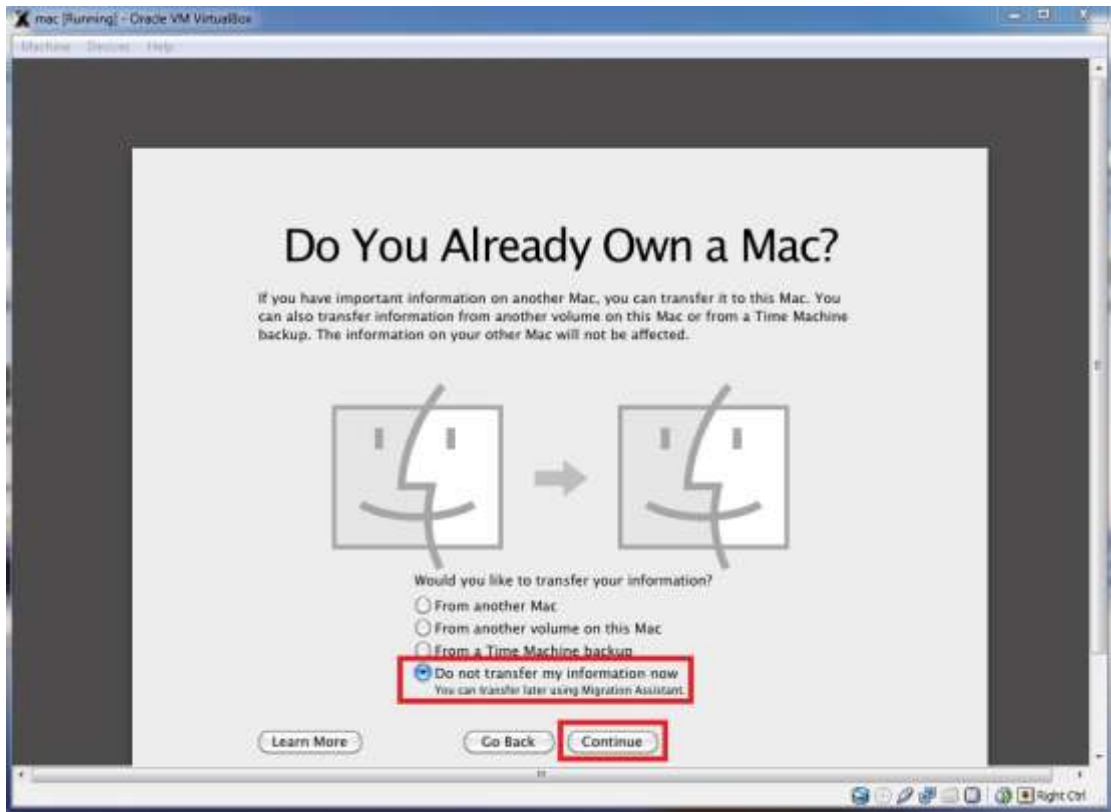 mac [Running] - Oracle VM VirtualBox
Machine Devices Help
Do You Already Own a Mac?
If you have important information on another Mac, you can transfer it to this Mac. You
can also transfer information from another volume on this Mac or from a Time Machine
backup. The information on your other Mac will not be affected.
Would you like to transfer your information?
From another Mac
From another volume on this Mac
From a Time Machine backup
Do not transfer my information now
You can transfer later using Migration Assistant.
Learn More Go Back Continue
Right Ctrl